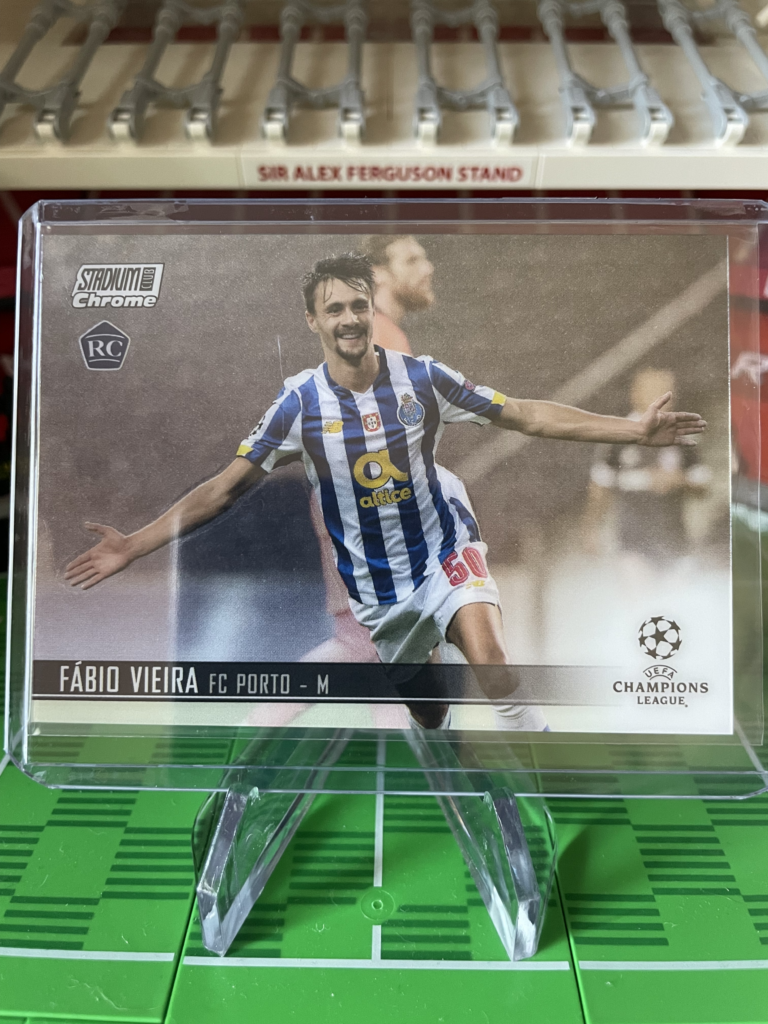 SIR ALEX FERGUSON STAND
STADIUM CLUB
Chrome
RC
altice
50
FÁBIO VIEIRA FC PORTO - M
UEFA
CHAMPIONS
LEAGUE